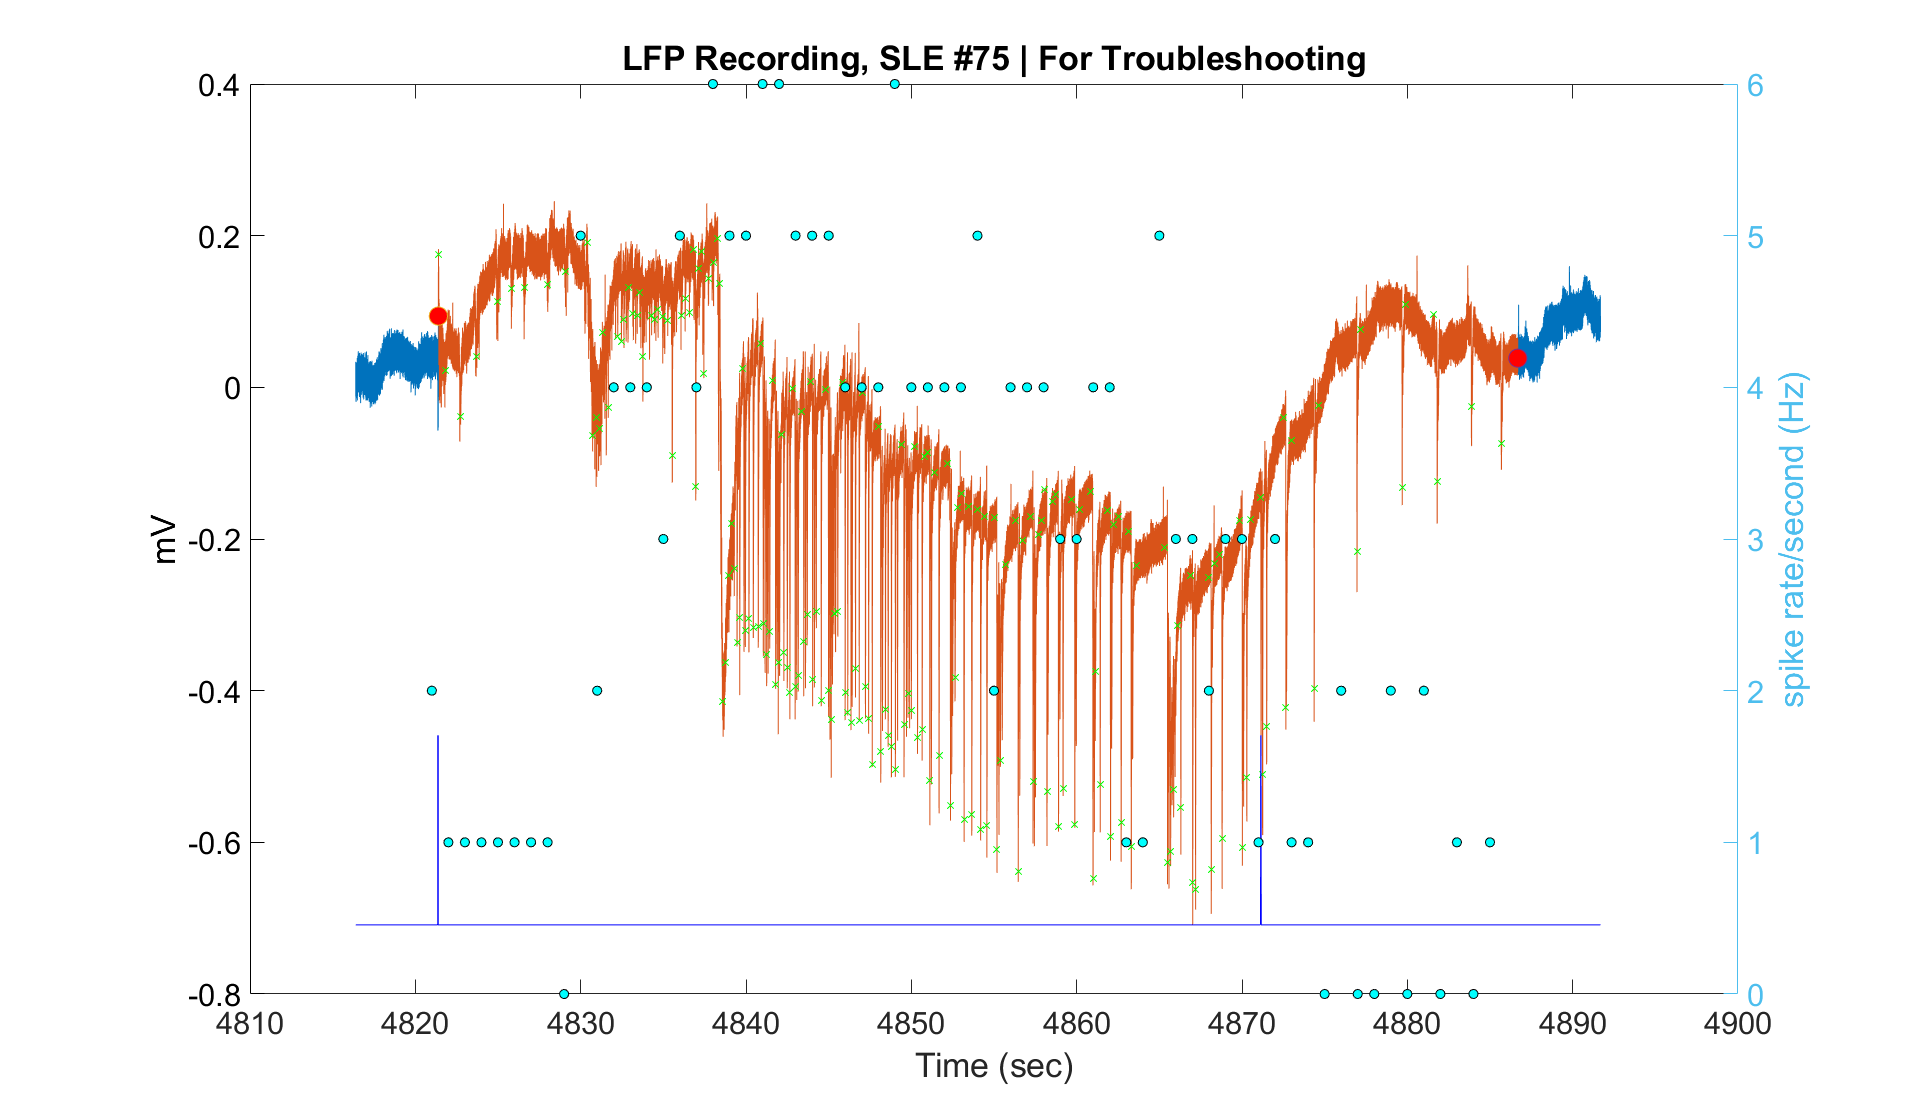 LFP Recording, SLE #75 | For Troubleshooting
0.4
0.2
0
-0.2
-0.4
-0.6
-0.8
mV
6
5
4
3
2
1
0
spike rate/second (Hz)
4810 4820 4830 4840 4850 4860 4870 4880 4890 4900
Time (sec)